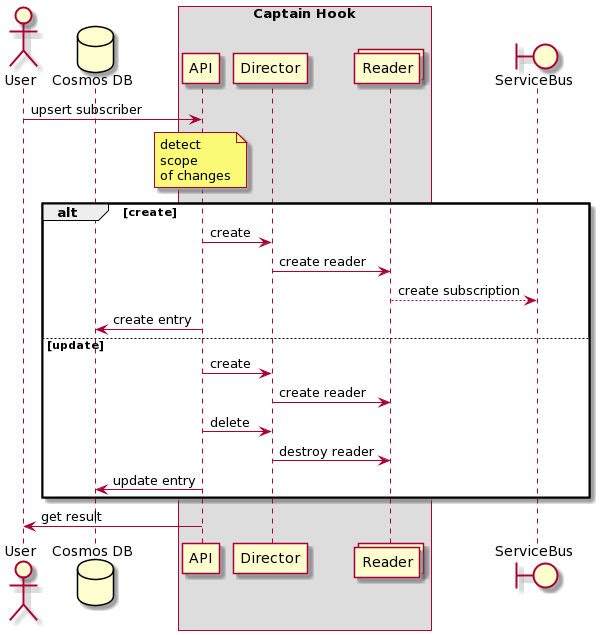 Captain Hook
User
Cosmos DB
API
Director
Reader
ServiceBus
upsert subscriber
detect
scope
of changes
alt
[create]
create
create reader
create subscription
create entry
[update]
create
create reader
delete
destroy reader
update entry
get result
User
Cosmos DB
API
Director
Reader
ServiceBus